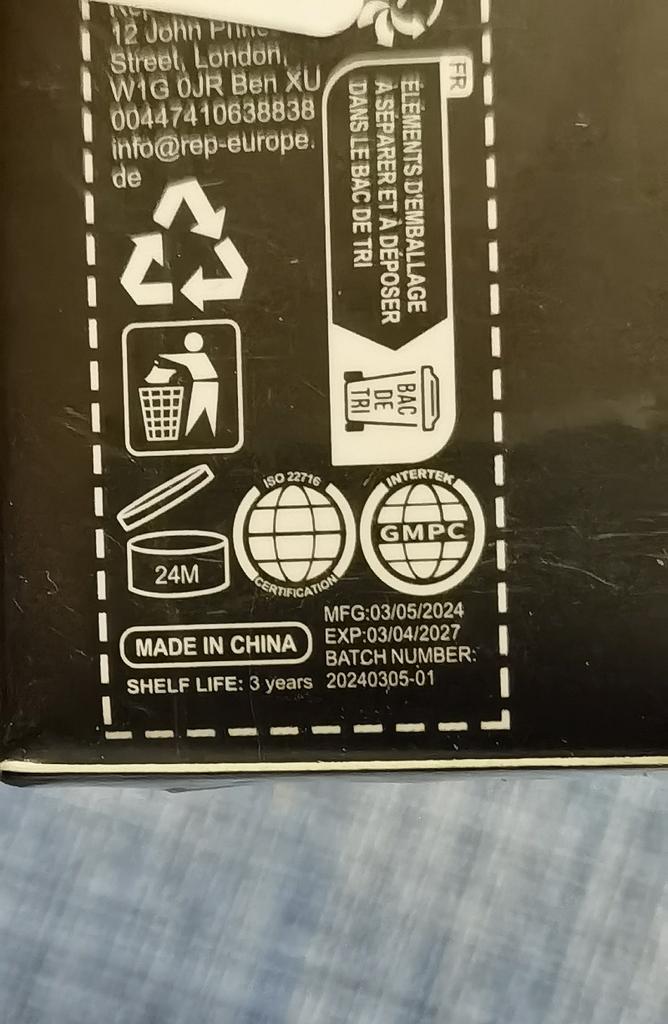 12 John
Street, London,
W1G 0JR Ben XU
00447410638838
info@rep-europe.
de
FR
ÉLÉMENTS D'EMBALLAGE
À SÉPARER ET À DÉPOSER
DANS LE BAC DE TRI
BAC
DE
TRI
ISO 22716
CERTIFICATION
INTERTEK
GMPC
24M
MADE IN CHINA
SHELF LIFE: 3 years
MFG:03/05/2024
EXP:03/04/2027
BATCH NUMBER:
20240305-01